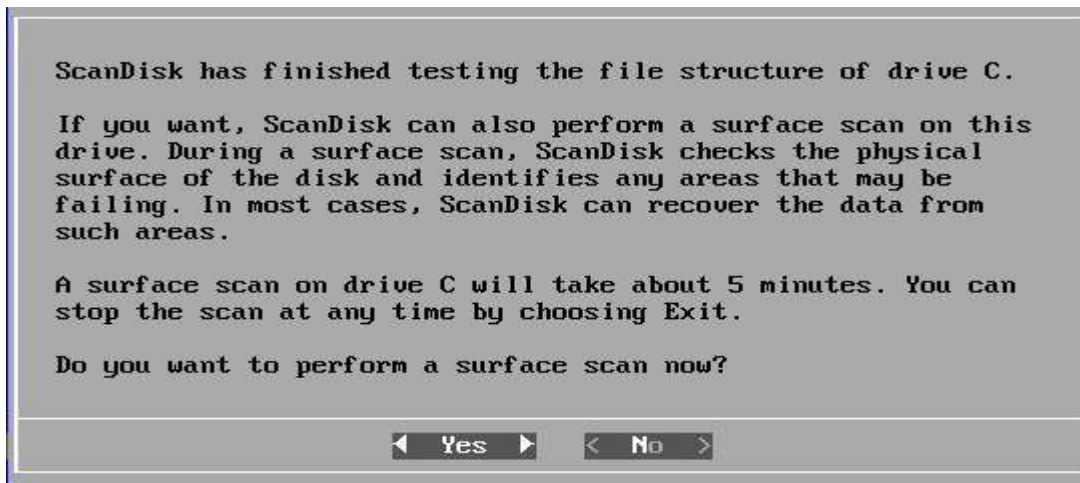 ScanDisk has finished testing the file structure of drive C.
If you want, ScanDisk can also perform a surface scan on this
drive. During a surface scan, ScanDisk checks the physical
surface of the disk and identifies any areas that may be
failing. In most cases, ScanDisk can recover the data from
such areas.
A surface scan on drive C will take about 5 minutes. You can
stop the scan at any time by choosing Exit.
Do you want to perform a surface scan now?
◄ Yes ► < No >